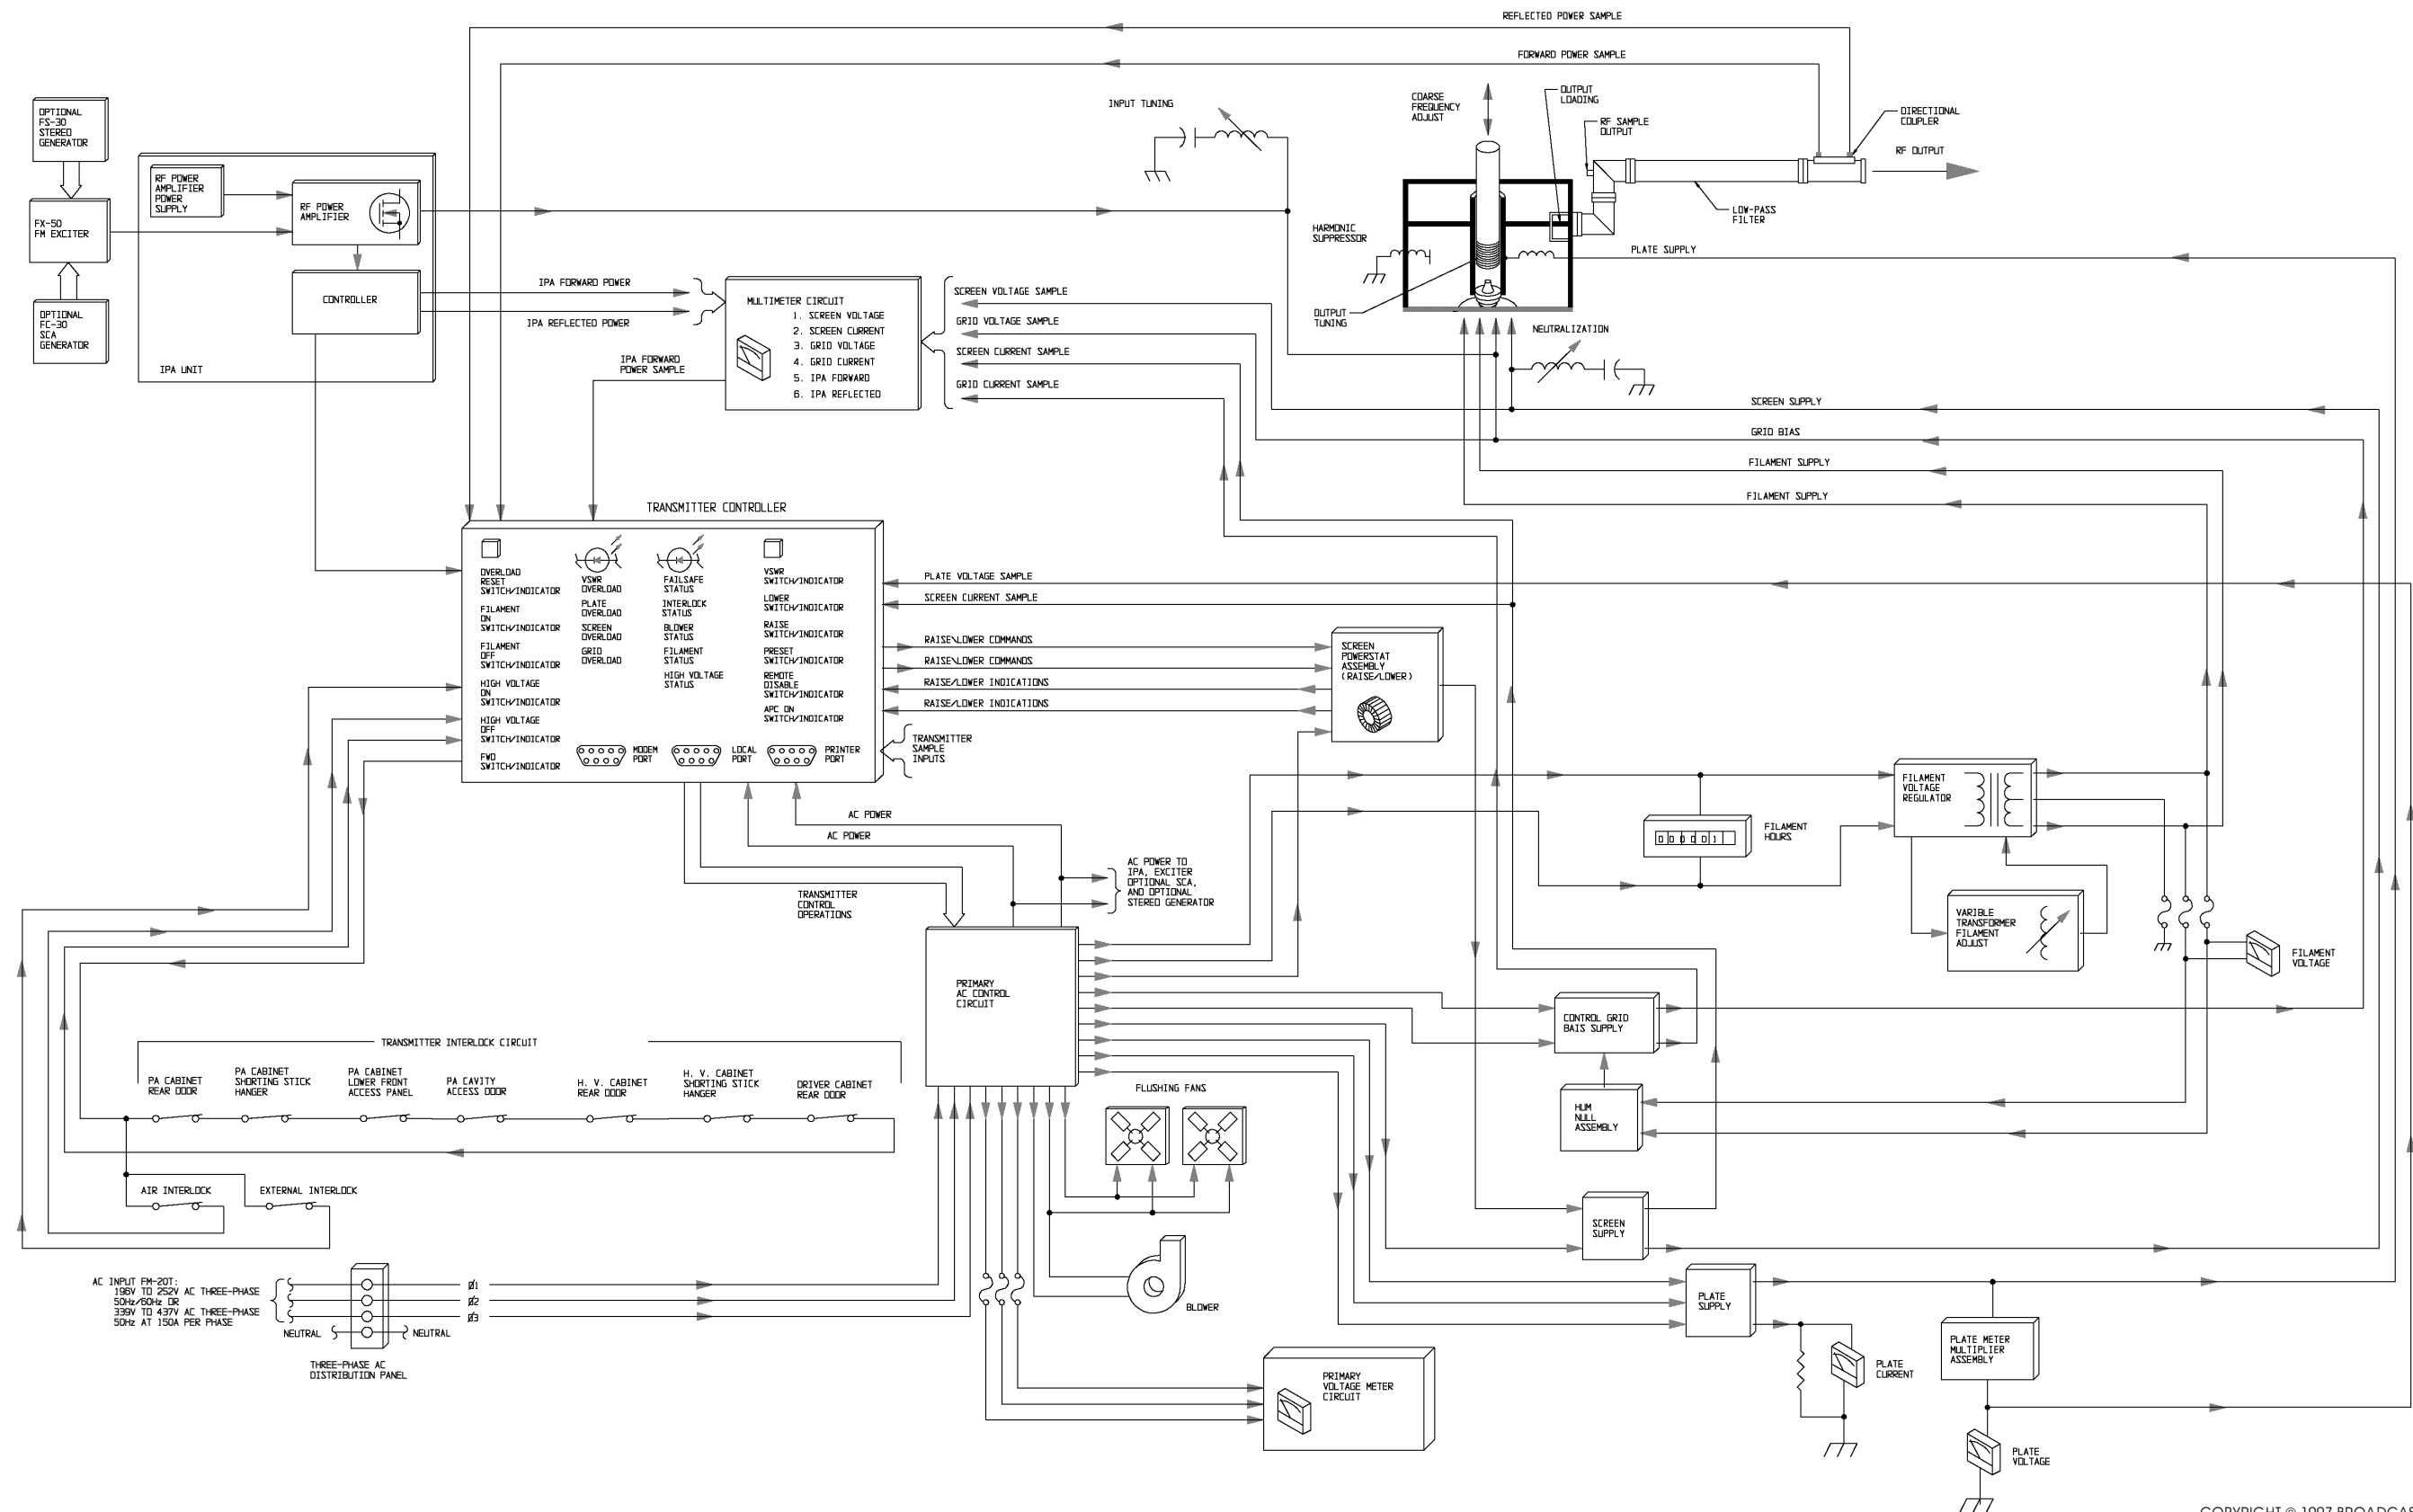 REFLECTED POWER SAMPLE
FORWARD POWER SAMPLE
OPTIONAL
FS-30
STEREO
GENERATOR
FX-50
FM EXCITER
OPTIONAL
FC-30
SCA
GENERATOR
RF POWER
AMPLIFIER
POWER
SUPPLY
RF POWER
AMPLIFIER
CONTROLLER
IPA UNIT
IPA FORWARD POWER
IPA REFLECTED POWER
IPA FORWARD
POWER SAMPLE
MULTIMETER CIRCUIT
1. SCREEN VOLTAGE
2. SCREEN CURRENT
3. GRID VOLTAGE
4. GRID CURRENT
5. IPA FORWARD
6. IPA REFLECTED
SCREEN VOLTAGE SAMPLE
GRID VOLTAGE SAMPLE
SCREEN CURRENT SAMPLE
GRID CURRENT SAMPLE
INPUT TUNING
COARSE
FREQUENCY
ADJUST
OUTPUT
LOADING
RF SAMPLE
OUTPUT
DIRECTIONAL
COUPLER
RF OUTPUT
LOW-PASS
FILTER
HARMONIC
SUPPRESSOR
PLATE SUPPLY
OUTPUT
TUNING
NEUTRALIZATION
SCREEN SUPPLY
GRID BIAS
FILAMENT SUPPLY
FILAMENT SUPPLY
TRANSMITTER CONTROLLER
OVERLOAD
RESET
SWITCH/INDICATOR
FILAMENT
ON
SWITCH/INDICATOR
FILAMENT
OFF
SWITCH/INDICATOR
HIGH VOLTAGE
ON
SWITCH/INDICATOR
HIGH VOLTAGE
OFF
SWITCH/INDICATOR
FWD
SWITCH/INDICATOR
VSWR
OVERLOAD
PLATE
OVERLOAD
SCREEN
OVERLOAD
GRID
OVERLOAD
FAILSAFE
STATUS
INTERLOCK
STATUS
BLOWER
STATUS
FILAMENT
STATUS
HIGH VOLTAGE
STATUS
VSWR
SWITCH/INDICATOR
LOWER
SWITCH/INDICATOR
RAISE
SWITCH/INDICATOR
PRESET
SWITCH/INDICATOR
REMOTE
DISABLE
SWITCH/INDICATOR
APC ON
SWITCH/INDICATOR
MODEM
PORT
LOCAL
PORT
PRINTER
PORT
PLATE VOLTAGE SAMPLE
SCREEN CURRENT SAMPLE
RAISE\LOWER COMMANDS
RAISE\LOWER COMMANDS
RAISE/LOWER INDICATIONS
RAISE/LOWER INDICATIONS
TRANSMITTER
SAMPLE
INPUTS
SCREEN
POWERSTAT
ASSEMBLY
(RAISE/LOWER)
AC POWER
AC POWER
TRANSMITTER
CONTROL
OPERATIONS
AC POWER TO
IPA, EXCITER
OPTIONAL SCA,
AND OPTIONAL
STEREO GENERATOR
000001
FILAMENT
HOURS
FILAMENT
VOLTAGE
REGULATOR
VARIBLE
TRANSFORMER
FILAMENT
ADJUST
FILAMENT
VOLTAGE
PRIMARY
AC CONTROL
CIRCUIT
CONTROL GRID
BAIS SUPPLY
HUM
NULL
ASSEMBLY
SCREEN
SUPPLY
PLATE
SUPPLY
PLATE
CURRENT
PLATE METER
MULTIPLIER
ASSEMBLY
PLATE
VOLTAGE
FLUSHING FANS
BLOWER
PRIMARY
VOLTAGE METER
CIRCUIT
TRANSMITTER INTERLOCK CIRCUIT
PA CABINET
REAR DOOR
PA CABINET
SHORTING STICK
HANGER
PA CABINET
LOWER FRONT
ACCESS PANEL
PA CAVITY
ACCESS DOOR
H. V. CABINET
REAR DOOR
H. V. CABINET
SHORTING STICK
HANGER
DRIVER CABINET
REAR DOOR
AIR INTERLOCK
EXTERNAL INTERLOCK
AC INPUT FM-20T:
196V TO 252V AC THREE-PHASE
50Hz/60Hz OR
339V TO 437V AC THREE-PHASE
50Hz AT 150A PER PHASE
NEUTRAL
NEUTRAL
Ø1
Ø2
Ø3
THREE-PHASE AC
DISTRIBUTION PANEL
COPYRIGHT © 1997 BROADCAS